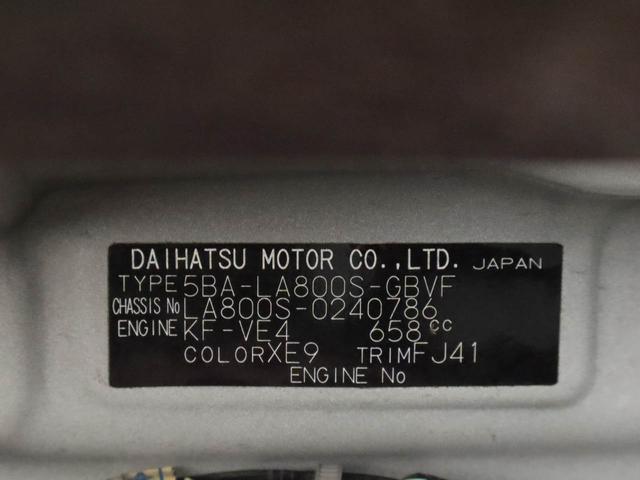 DAIHATSU MOTOR CO.,LTD. JAPAN
TYPE 5BA-LA800S-GBVF
CHASSIS No LA800S-0240786
ENGINE KF-VE4 658cc
COLOR XE9 TRIM FJ41
ENGINE No